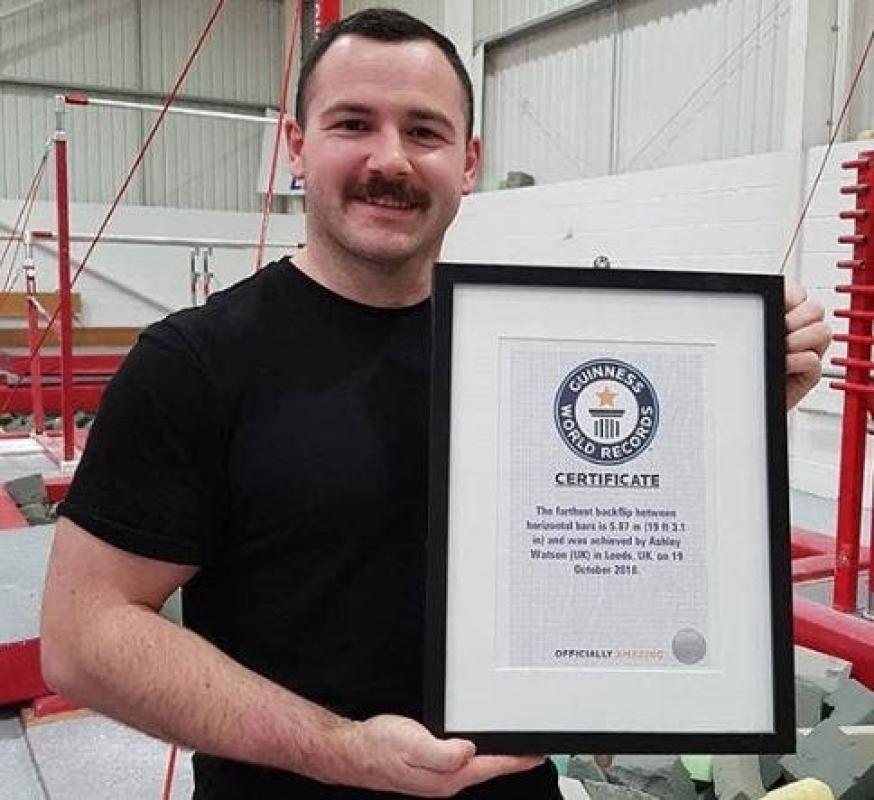 GUINNESS
WORLD RECORDS
CERTIFICATE
The farthest backflip between
horizontal bars is 5.87 m (19 ft 3.1
in) and was achieved by Ashley
Watson (UK) in Leeds, UK, on 19
October 2018.
OFFICIALLY AMAZING